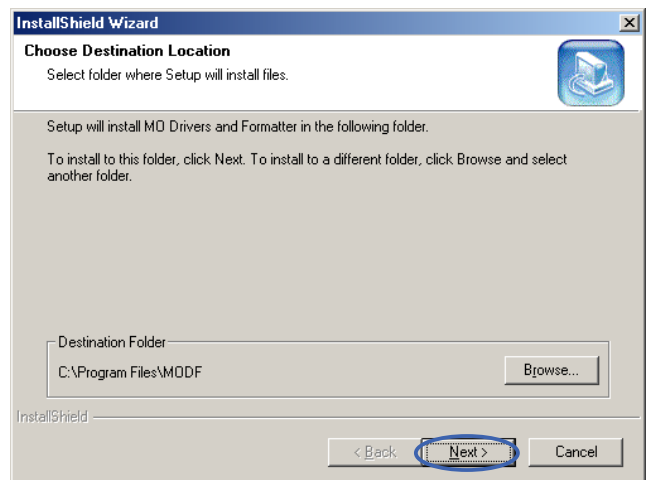 InstallShield Wizard
Choose Destination Location
Select folder where Setup will install files.
Setup will install MO Drivers and Formatter in the following folder.
To install to this folder, click Next. To install to a different folder, click Browse and select
another folder.
Destination Folder
C:\Program Files\MODF
Browse...
InstallShield
< Back
Next >
Cancel